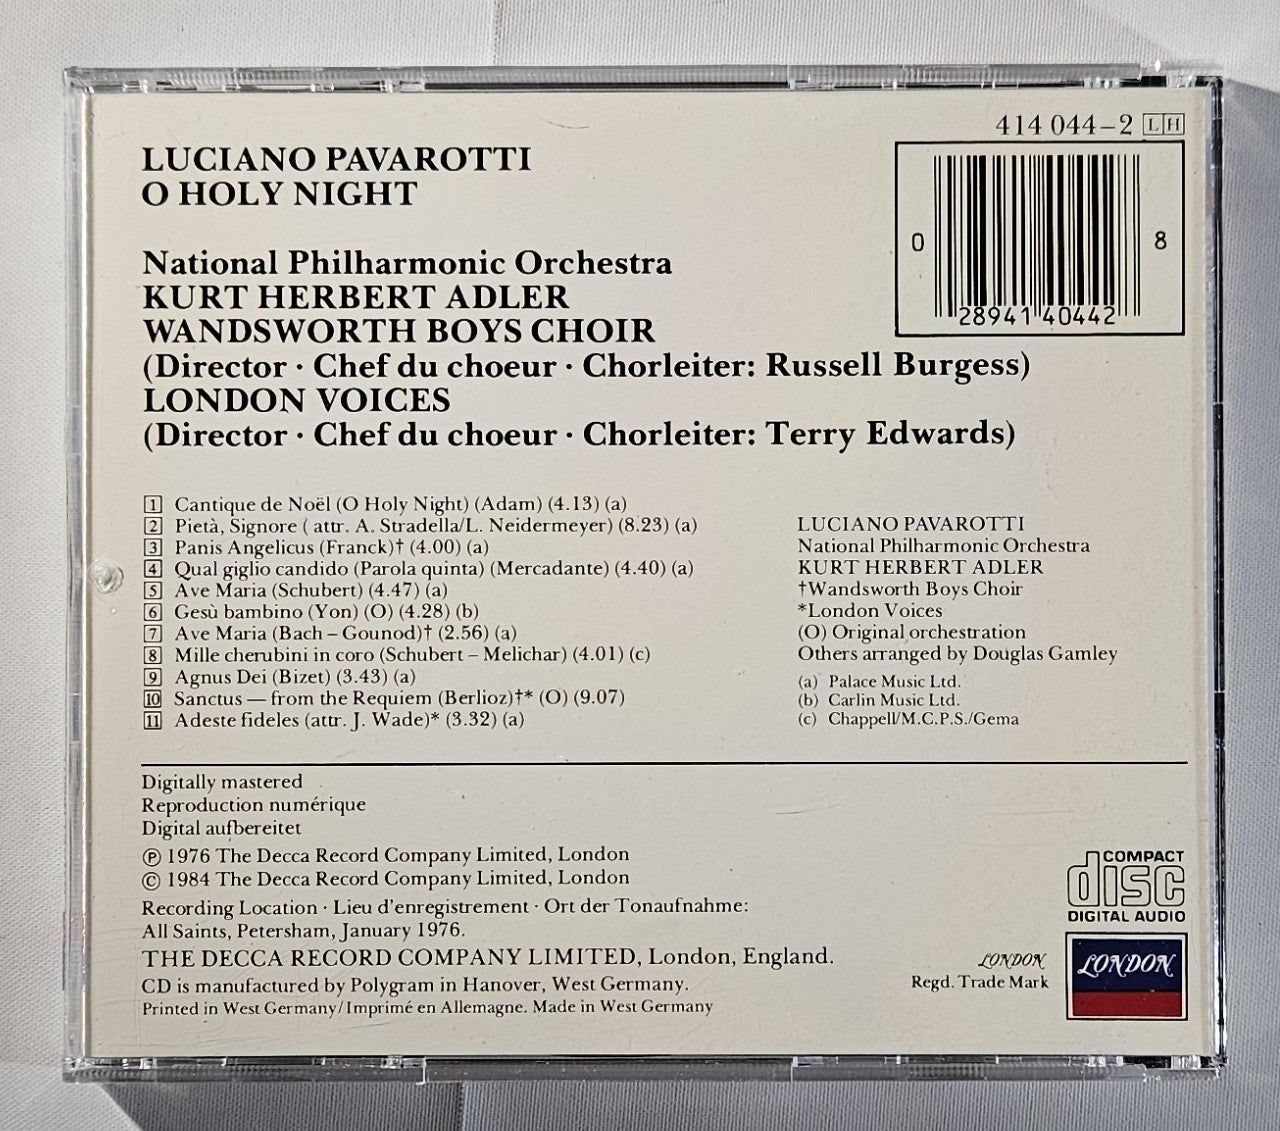 414 044-2 LH
LUCIANO PAVAROTTI
O HOLY NIGHT
0 28941 40442 8
National Philharmonic Orchestra
KURT HERBERT ADLER
WANDSWORTH BOYS CHOIR
(Director · Chef du choeur · Chorleiter: Russell Burgess)
LONDON VOICES
(Director · Chef du choeur · Chorleiter: Terry Edwards)
1 Cantique de Noël (O Holy Night) (Adam) (4.13) (a)
2 Pietà, Signore ( attr. A. Stradella/L. Neidermeyer) (8.23) (a)
3 Panis Angelicus (Franck)† (4.00) (a)
4 Qual giglio candido (Parola quinta) (Mercadante) (4.40) (a)
5 Ave Maria (Schubert) (4.47) (a)
6 Gesù bambino (Yon) (O) (4.28) (b)
7 Ave Maria (Bach – Gounod)† (2.56) (a)
8 Mille cherubini in coro (Schubert – Melichar) (4.01) (c)
9 Agnus Dei (Bizet) (3.43) (a)
10 Sanctus — from the Requiem (Berlioz)†* (O) (9.07)
11 Adeste fideles (attr. J. Wade)* (3.32) (a)
LUCIANO PAVAROTTI
National Philharmonic Orchestra
KURT HERBERT ADLER
†Wandsworth Boys Choir
*London Voices
(O) Original orchestration
Others arranged by Douglas Gamley
(a) Palace Music Ltd.
(b) Carlin Music Ltd.
(c) Chappell/M.C.P.S./Gema
Digitally mastered
Reproduction numérique
Digital aufbereitet
Ⓟ 1976 The Decca Record Company Limited, London
© 1984 The Decca Record Company Limited, London
Recording Location · Lieu d'enregistrement · Ort der Tonaufnahme:
All Saints, Petersham, January 1976.
THE DECCA RECORD COMPANY LIMITED, London, England.
CD is manufactured by Polygram in Hanover, West Germany.
Printed in West Germany/Imprimé en Allemagne. Made in West Germany
COMPACT
disc
DIGITAL AUDIO
LONDON
Regd. Trade Mark
LONDON